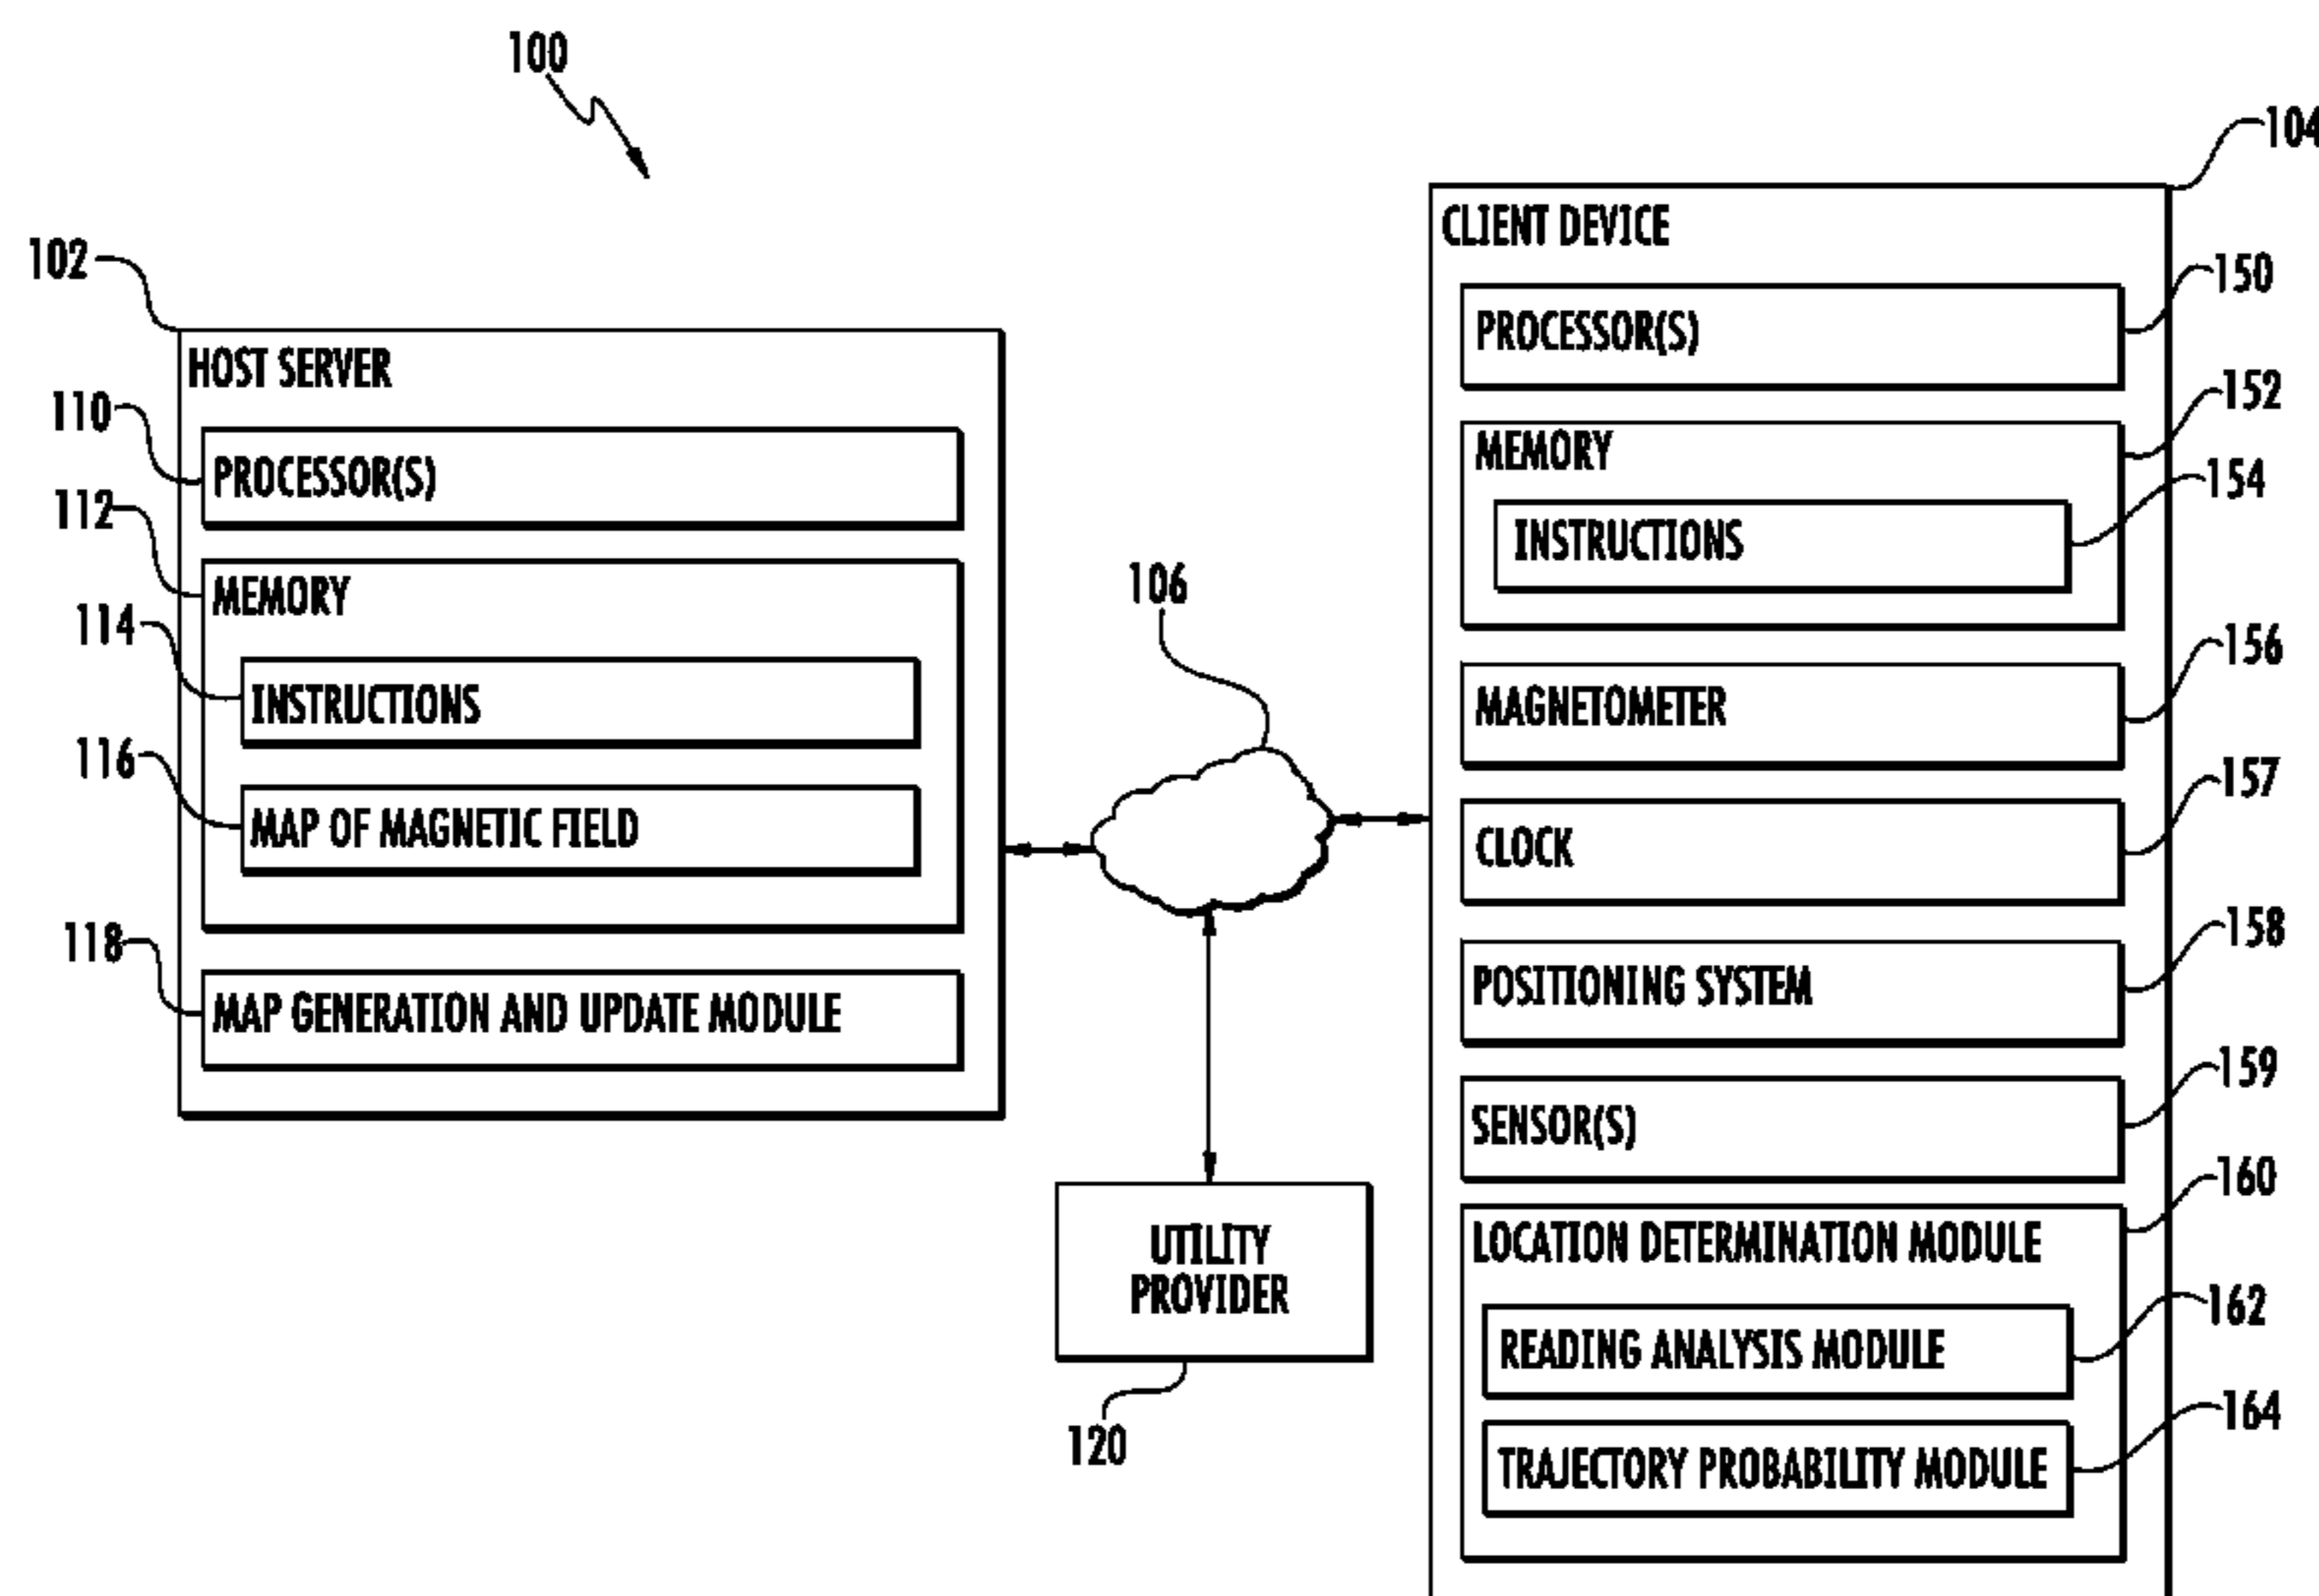 100
104
CLIENT DEVICE
150
PROCESSOR(S)
152
MEMORY
154
INSTRUCTIONS
156
MAGNETOMETER
157
CLOCK
158
POSITIONING SYSTEM
159
SENSOR(S)
160
LOCATION DETERMINATION MODULE
162
READING ANALYSIS MODULE
164
TRAJECTORY PROBABILITY MODULE
102
HOST SERVER
110
PROCESSOR(S)
112
MEMORY
114
INSTRUCTIONS
116
MAP OF MAGNETIC FIELD
118
MAP GENERATION AND UPDATE MODULE
106
UTILITY
PROVIDER
120